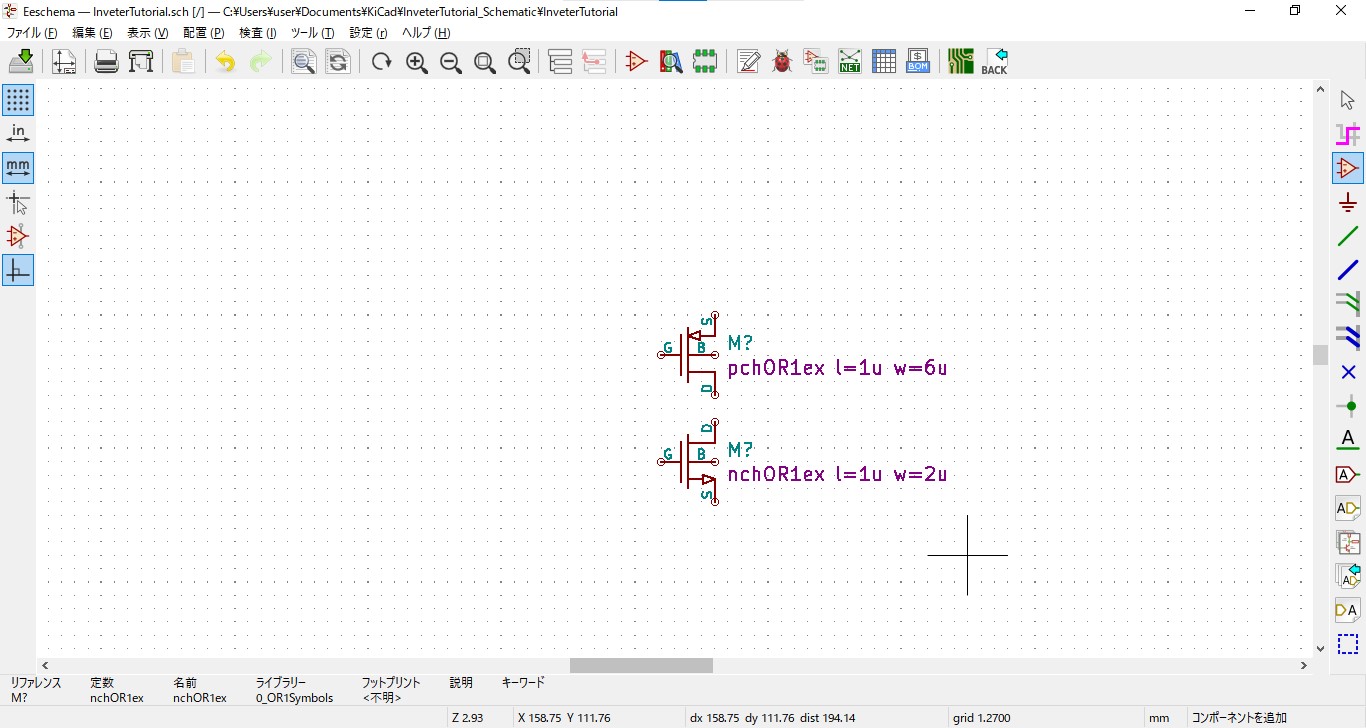 Eeschema — InveterTutorial.sch [/] — C:¥Users¥user¥Documents¥KiCad¥InveterTutorial_Schematic¥InveterTutorial
ファイル (F) 編集 (E) 表示 (V) 配置 (P) 検査 (I) ツール (T) 設定 (r) ヘルプ (H)
NET
$
BOM
BACK
in
mm
S
G B M?
pchOR1ex l=1u w=6u
D
D
G B M?
nchOR1ex l=1u w=2u
S
A
A
AD
AD
DA
リファレンス 定数 名前 ライブラリー フットプリント 説明 キーワード
M? nchOR1ex nchOR1ex 0_OR1Symbols <不明>
Z 2.93 X 158.75 Y 111.76 dx 158.75 dy 111.76 dist 194.14 grid 1.2700 mm コンポーネントを追加